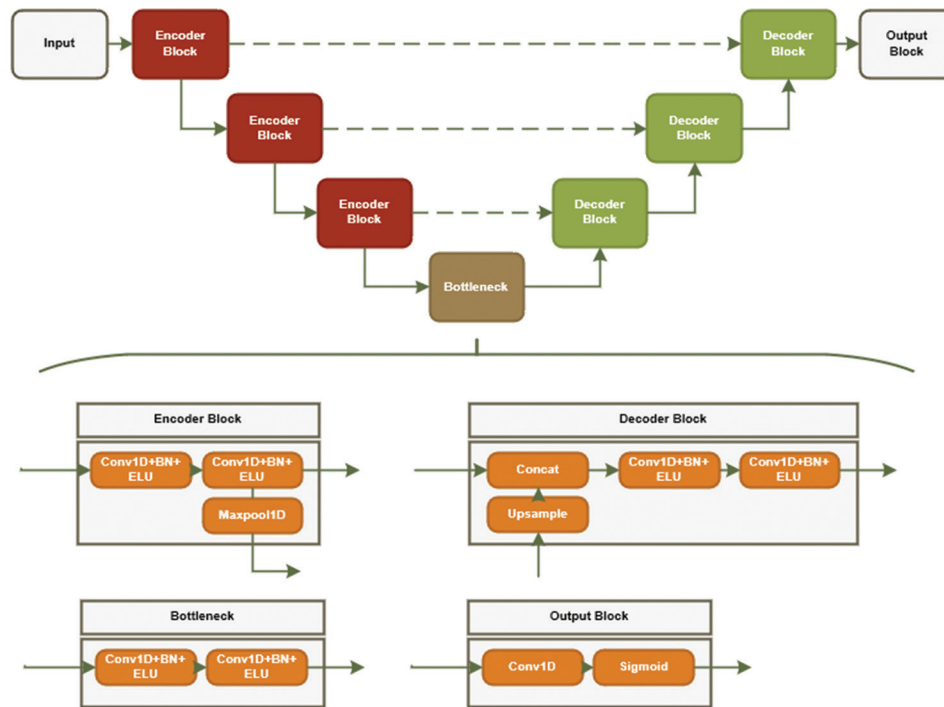 Input
Encoder
Block
Decoder
Block
Output
Block
Encoder
Block
Decoder
Block
Encoder
Block
Decoder
Block
Bottleneck
Encoder Block
Conv1D+BN+
ELU
Conv1D+BN+
ELU
Maxpool1D
Decoder Block
Concat
Conv1D+BN+
ELU
Conv1D+BN+
ELU
Upsample
Bottleneck
Conv1D+BN+
ELU
Conv1D+BN+
ELU
Output Block
Conv1D
Sigmoid